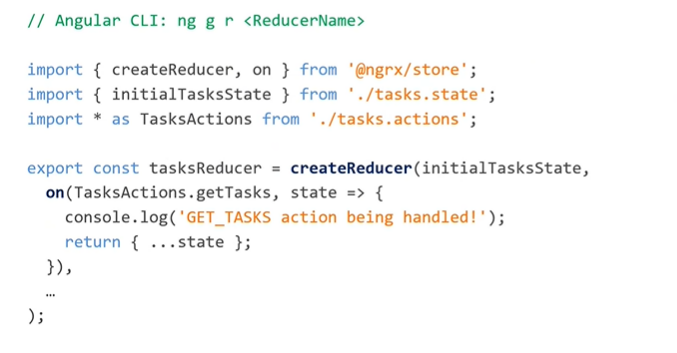 // Angular CLI: ng g r <ReducerName>
import { createReducer, on } from '@ngrx/store';
import { initialTasksState } from './tasks.state';
import * as TasksActions from './tasks.actions';
export const tasksReducer = createReducer(initialTasksState,
  on(TasksActions.getTasks, state => {
    console.log('GET_TASKS action being handled!');
    return { ...state };
  }),
  …
);